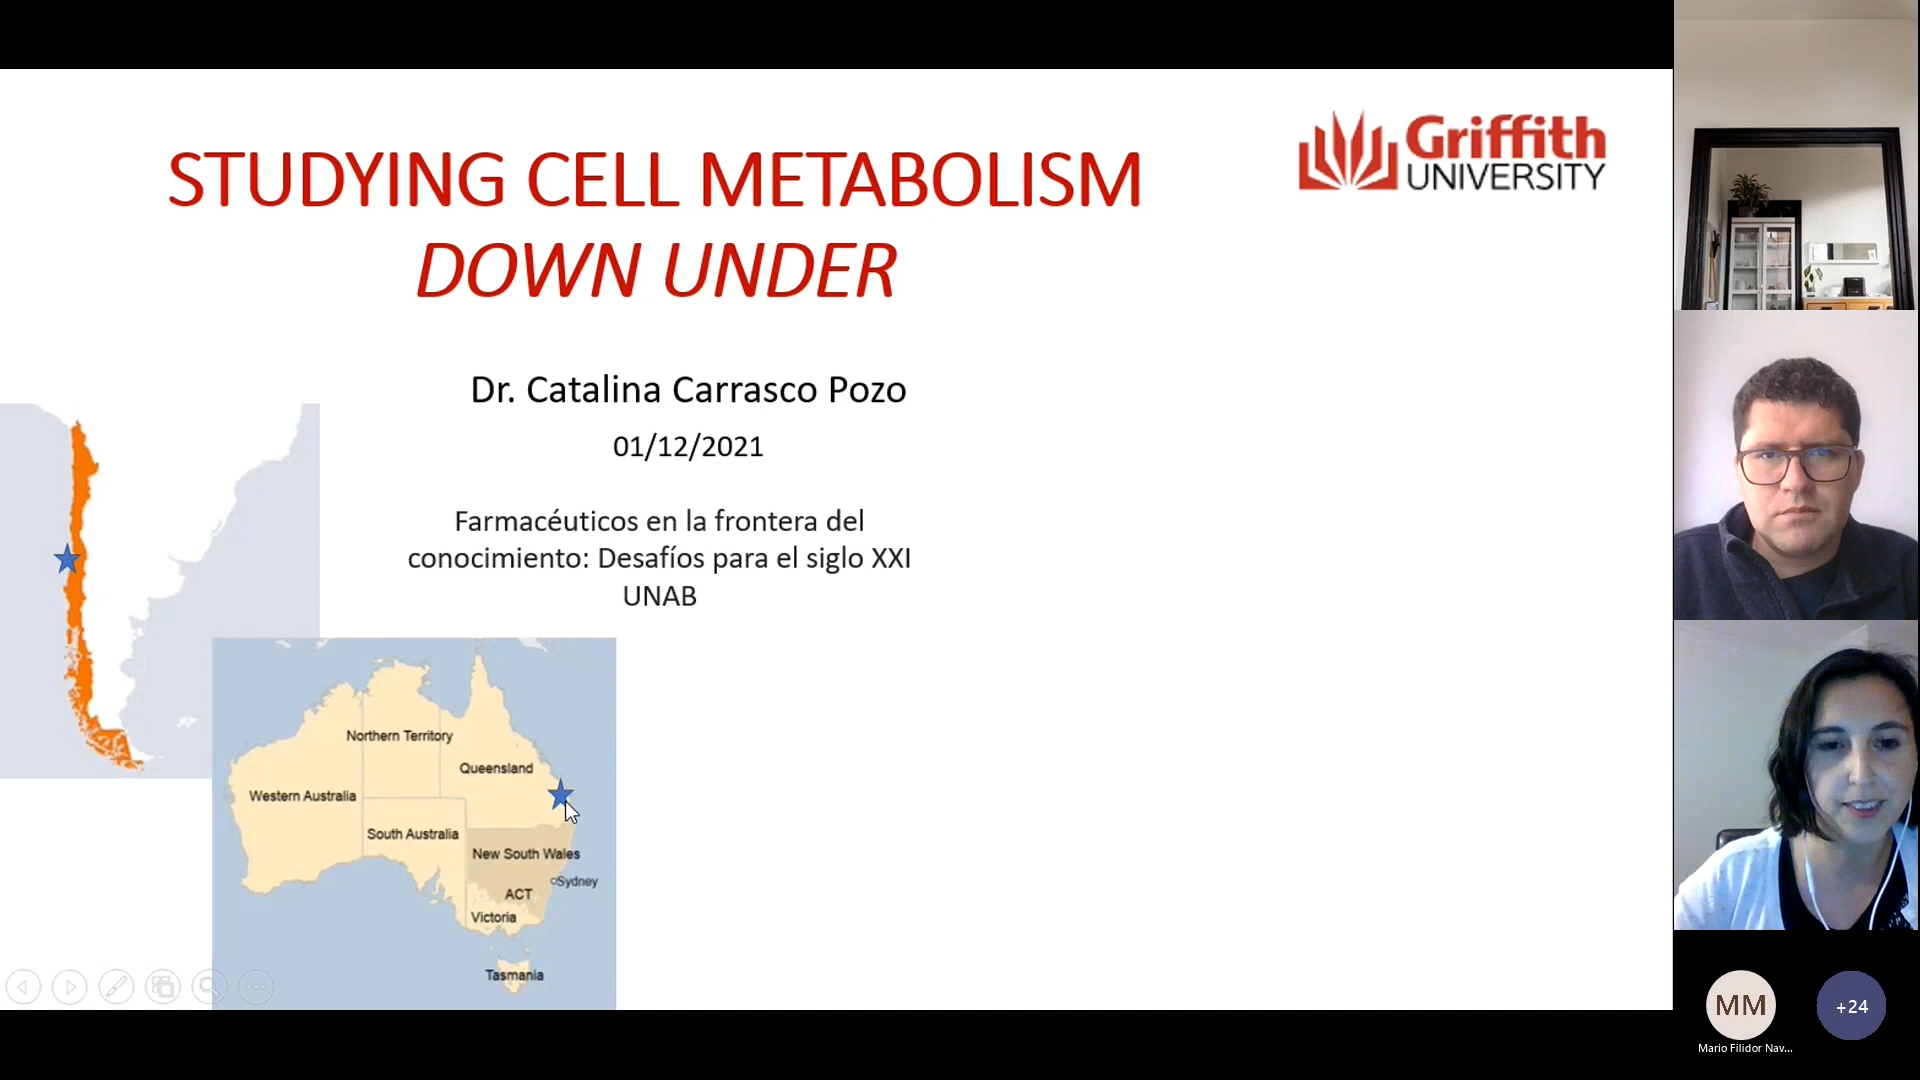 STUDYING CELL METABOLISM
DOWN UNDER
Griffith
UNIVERSITY
Dr. Catalina Carrasco Pozo
01/12/2021
Farmacéuticos en la frontera del
conocimiento: Desafíos para el siglo XXI
UNAB
Northern Territory
Queensland
Western Australia
South Australia
New South Wales
Sydney
ACT
Victoria
Tasmania
MM
+24
Mario Filidor Nav...